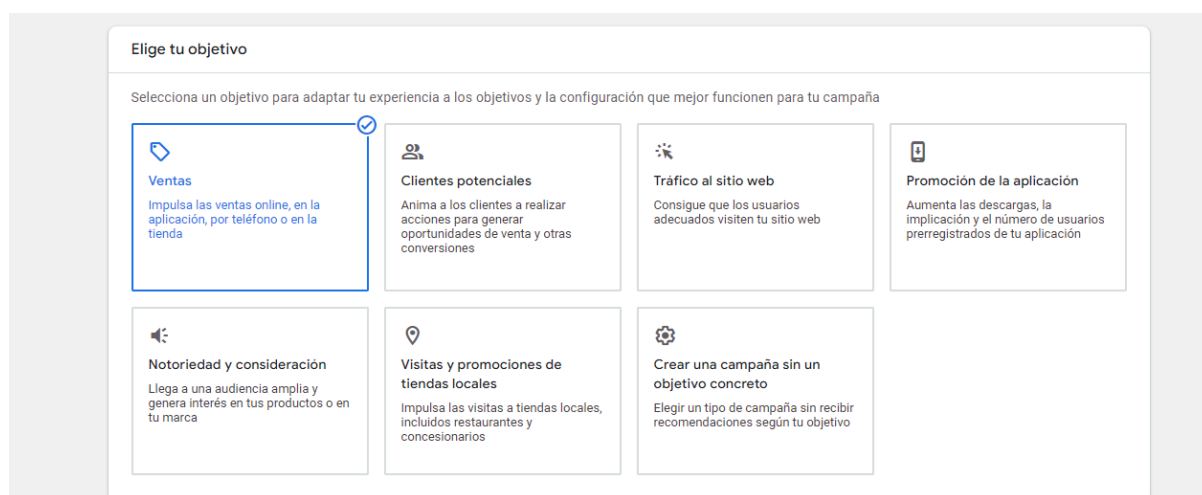 Elige tu objetivo
Selecciona un objetivo para adaptar tu experiencia a los objetivos y la configuración que mejor funcionen para tu campaña
Ventas
Impulsa las ventas online, en la
aplicación, por teléfono o en la
tienda
Clientes potenciales
Anima a los clientes a realizar
acciones para generar
oportunidades de venta y otras
conversiones
Tráfico al sitio web
Consigue que los usuarios
adecuados visiten tu sitio web
Promoción de la aplicación
Aumenta las descargas, la
implicación y el número de usuarios
prerregistrados de tu aplicación
Notoriedad y consideración
Llega a una audiencia amplia y
genera interés en tus productos o en
tu marca
Visitas y promociones de
tiendas locales
Impulsa las visitas a tiendas locales,
incluidos restaurantes y
concesionarios
Crear una campaña sin un
objetivo concreto
Elegir un tipo de campaña sin recibir
recomendaciones según tu objetivo